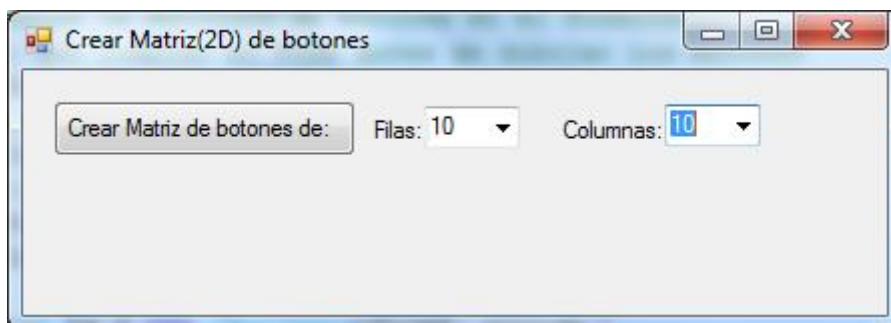 Crear Matriz(2D) de botones
Crear Matriz de botones de: Filas: 10 Columnas: 10